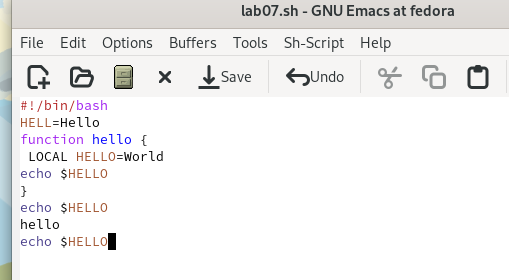 lab07.sh - GNU Emacs at fedora
File Edit Options Buffers Tools Sh-Script Help
Save Undo
#!/bin/bash
HELL=Hello
function hello {
 LOCAL HELLO=World
echo $HELLO
}
echo $HELLO
hello
echo $HELLO